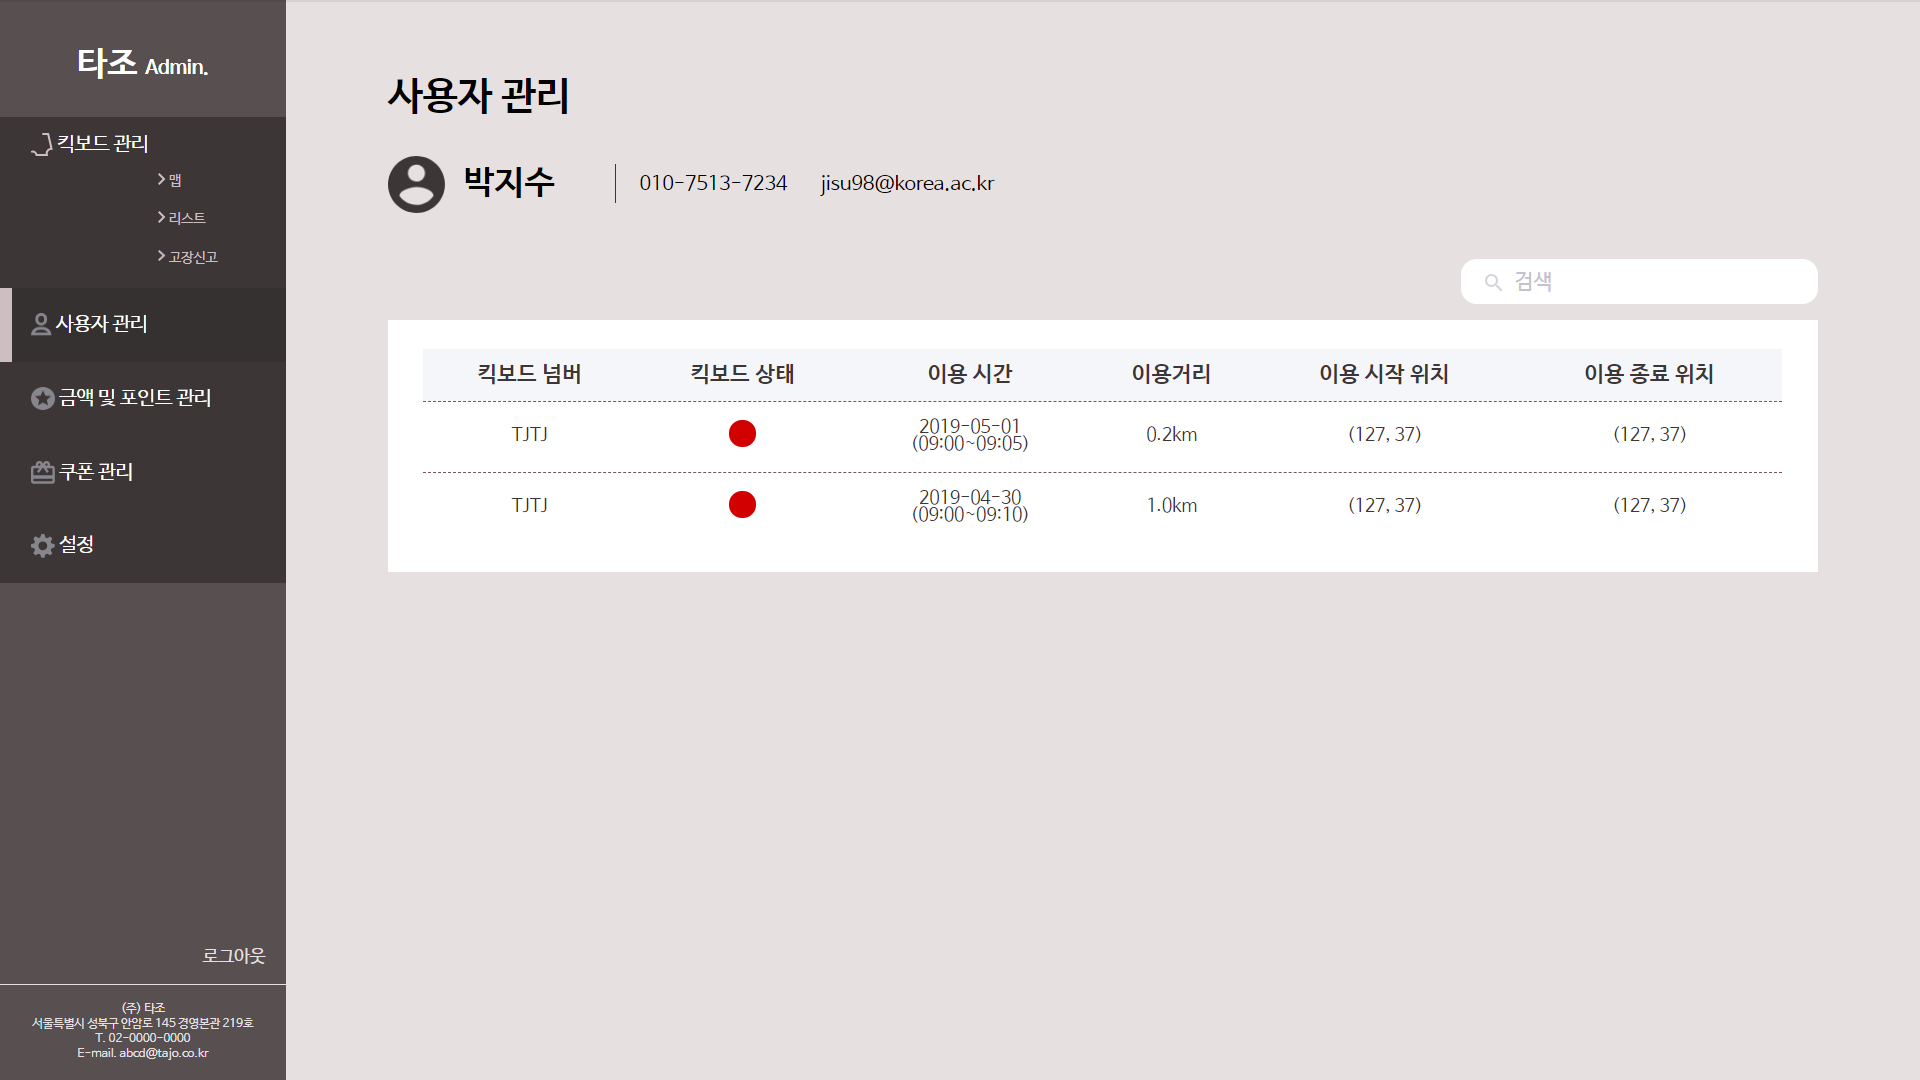 타조 Admin.
킥보드 관리
맵
리스트
고장신고
사용자 관리
금액 및 포인트 관리
쿠폰 관리
설정
로그아웃
(주) 타조
서울특별시 성북구 안암로 145 경영본관 219호
T. 02-0000-0000
E-mail. abcd@tajo.co.kr
사용자 관리
박지수 010-7513-7234 jisu98@korea.ac.kr
검색
킥보드 넘버 킥보드 상태 이용 시간 이용거리 이용 시작 위치 이용 종료 위치
TJTJ 2019-05-01 (09:00~09:05) 0.2km (127, 37) (127, 37)
TJTJ 2019-04-30 (09:00~09:10) 1.0km (127, 37) (127, 37)